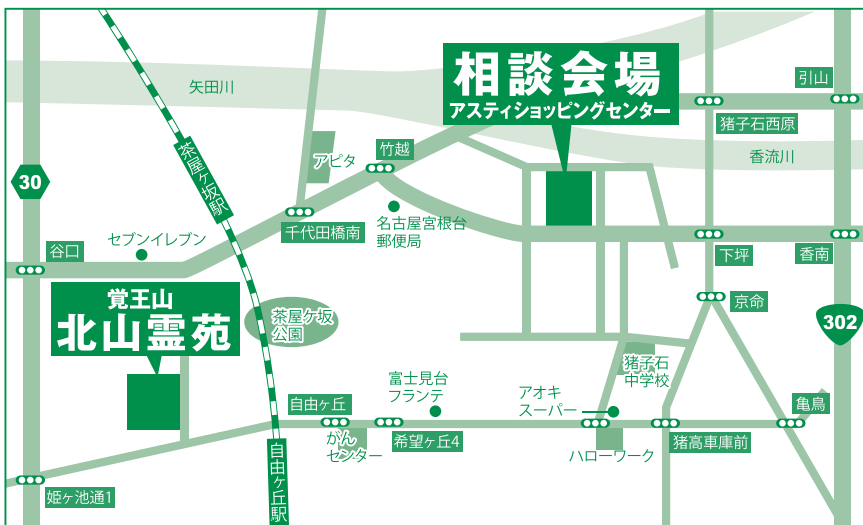 矢田川
相談会場
アスティショッピングセンター
引山
猪子石西原
香流川
茶屋ヶ坂駅
アピタ
竹越
30
名古屋宮根台
郵便局
千代田橋南
セブンイレブン
谷口
下坪
香南
覚王山
北山霊苑
茶屋ケ坂
公園
京命
302
猪子石
中学校
富士見台
フランテ
アオキ
スーパー
自由ヶ丘
亀鳥
がん
センター
希望ヶ丘4
猪高車庫前
ハローワーク
自由ヶ丘駅
姫ヶ池通1